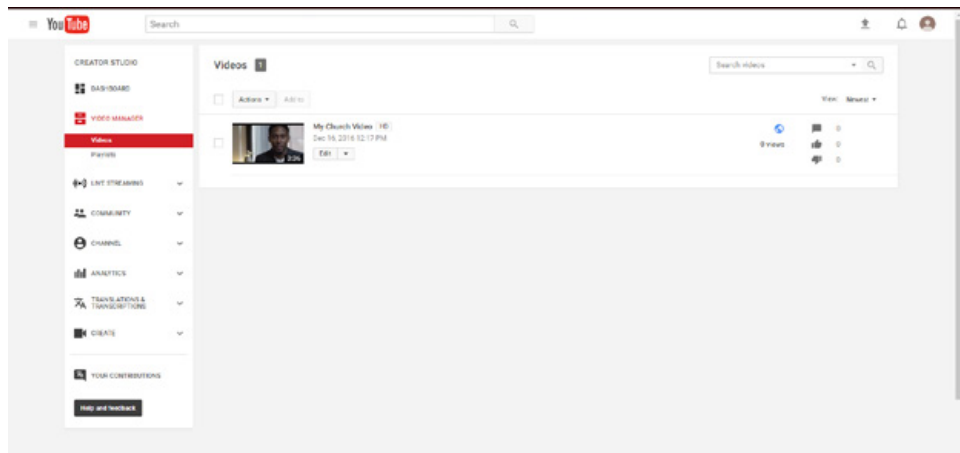 YouTube
Search
CREATOR STUDIO
DASHBOARD
VIDEO MANAGER
Videos
Playlists
LIVE STREAMING
COMMUNITY
CHANNEL
ANALYTICS
TRANSLATIONS &
TRANSCRIPTIONS
CREATE
YOUR CONTRIBUTIONS
Help and feedback
Videos 1
Search videos
Actions Add to
View: Newest
My Church Video HD
Dec 16, 2016 12:17 PM
Edit
0 views
0
0
0